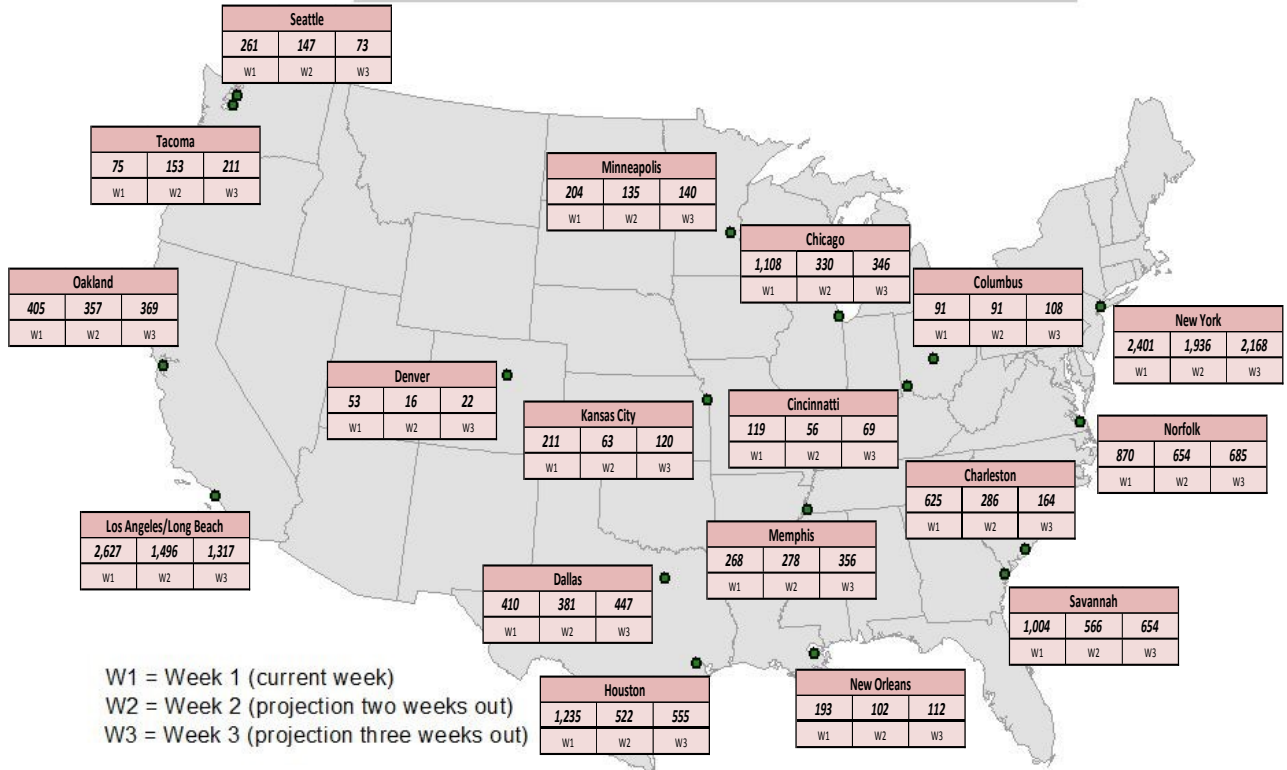 Seattle
261 147 73
W1 W2 W3
Tacoma
75 153 211
W1 W2 W3
Minneapolis
204 135 140
W1 W2 W3
Chicago
1,108 330 346
W1 W2 W3
Oakland
405 357 369
W1 W2 W3
Columbus
91 91 108
W1 W2 W3
New York
2,401 1,936 2,168
W1 W2 W3
Denver
53 16 22
W1 W2 W3
Kansas City
211 63 120
W1 W2 W3
Cincinnatti
119 56 69
W1 W2 W3
Norfolk
870 654 685
W1 W2 W3
Charleston
625 286 164
W1 W2 W3
Los Angeles/Long Beach
2,627 1,496 1,317
W1 W2 W3
Memphis
268 278 356
W1 W2 W3
Dallas
410 381 447
W1 W2 W3
Savannah
1,004 566 654
W1 W2 W3
Houston
1,235 522 555
W1 W2 W3
New Orleans
193 102 112
W1 W2 W3
W1 = Week 1 (current week)
W2 = Week 2 (projection two weeks out)
W3 = Week 3 (projection three weeks out)